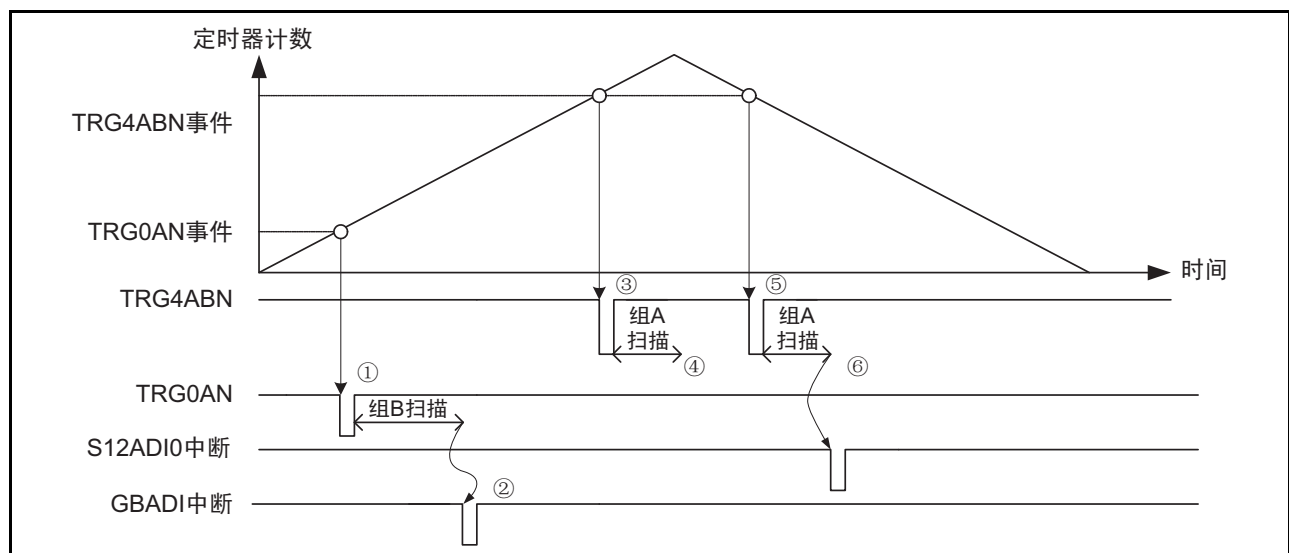 定时器计数
TRG4ABN事件
TRG0AN事件
时间
TRG4ABN
③
⑤
组A
扫描
组A
扫描
④
⑥
TRG0AN
①
组B扫描
S12ADI0中断
②
GBADI中断